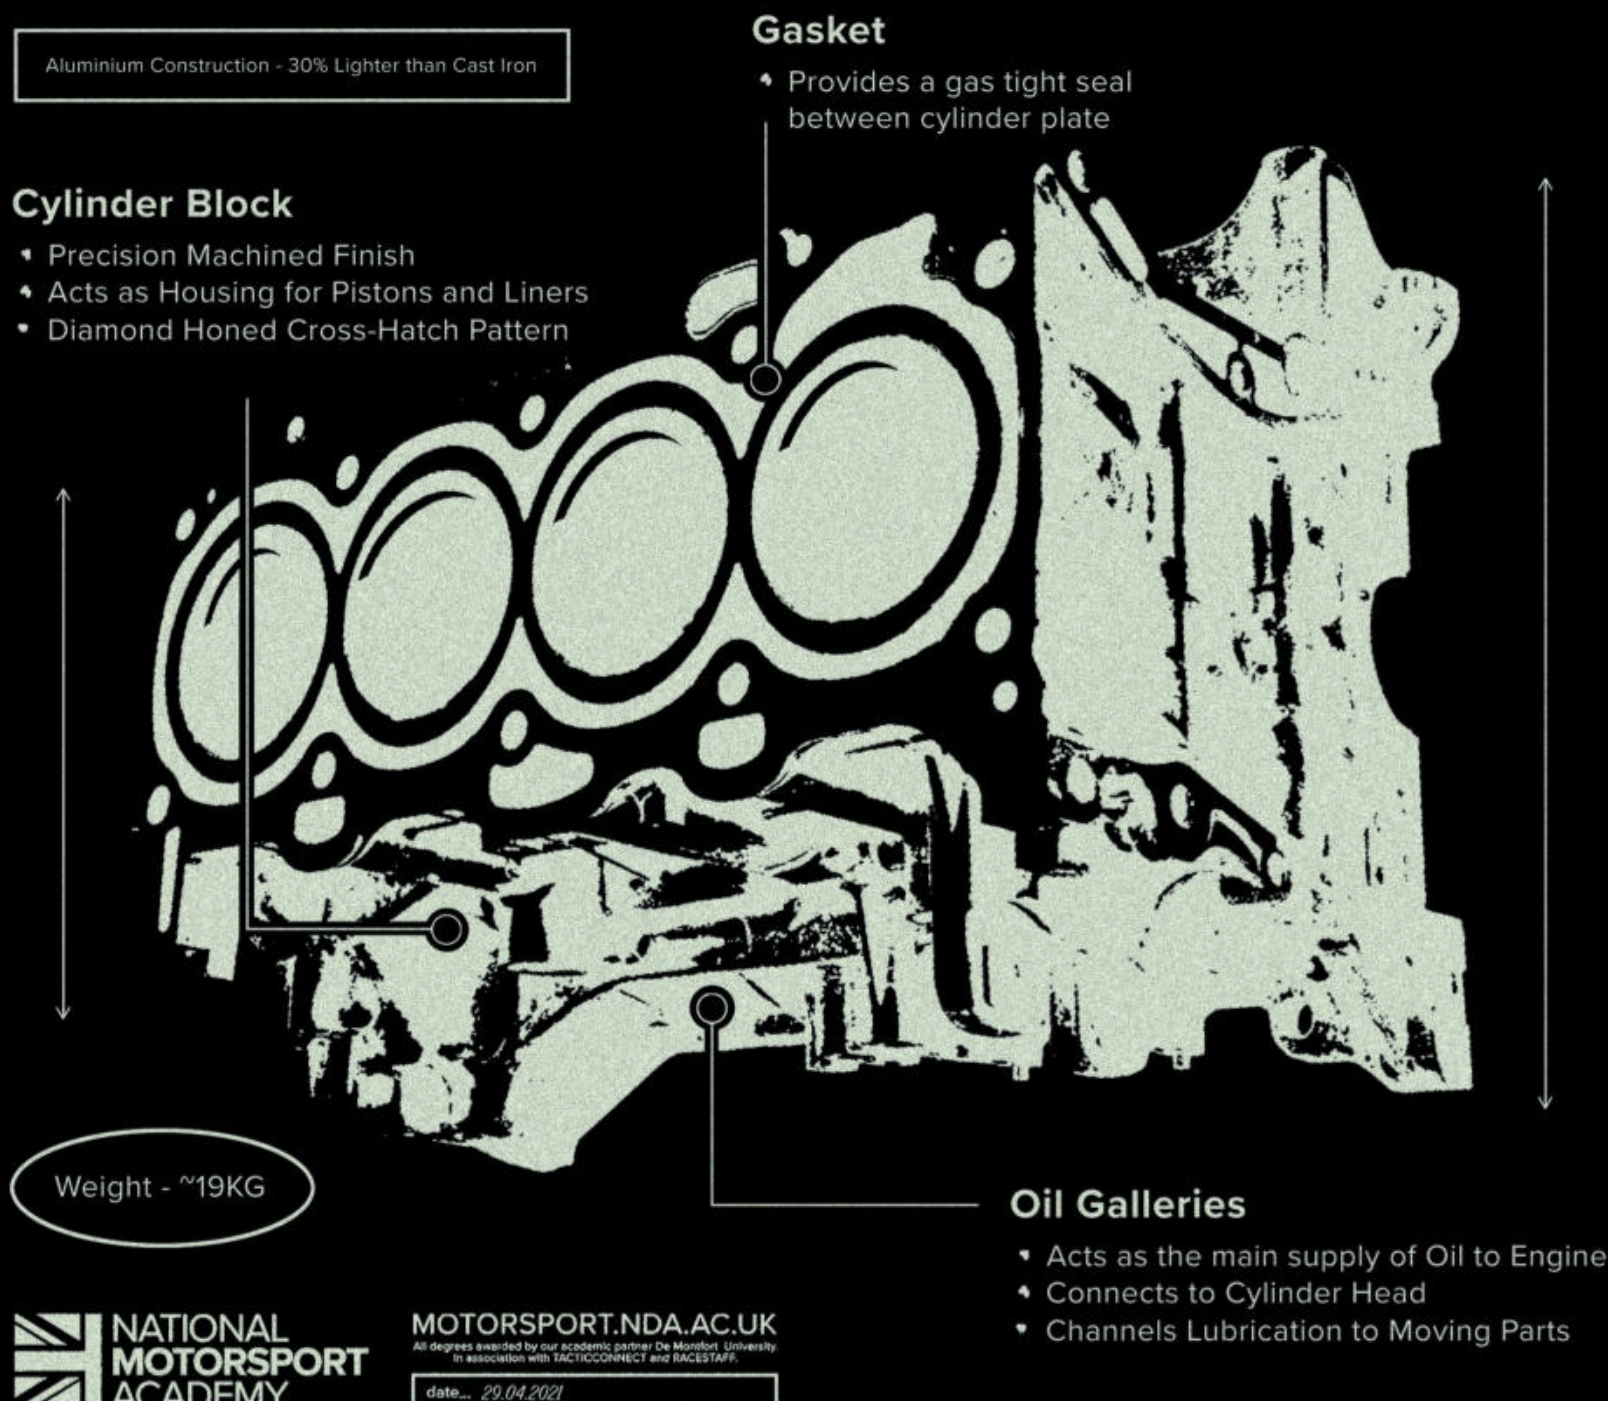 Aluminium Construction - 30% Lighter than Cast Iron
Gasket
Provides a gas tight seal
between cylinder plate
Cylinder Block
Precision Machined Finish
Acts as Housing for Pistons and Liners
Diamond Honed Cross-Hatch Pattern
Weight - ~19KG
Oil Galleries
Acts as the main supply of Oil to Engine
Connects to Cylinder Head
Channels Lubrication to Moving Parts
NATIONAL
MOTORSPORT
ACADEMY
MOTORSPORT.NDA.AC.UK
All degrees awarded by our academic partner De Montfort University.
In association with TACTICCONNECT and RACESTAFF.
date... 29.04.2021